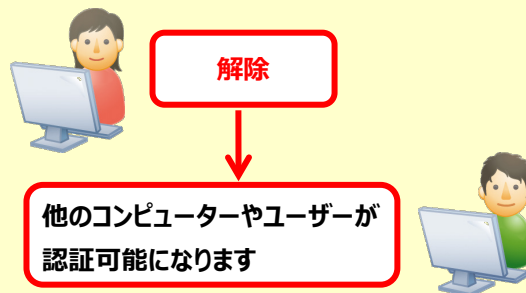 解除
他のコンピューターやユーザーが
認証可能になります